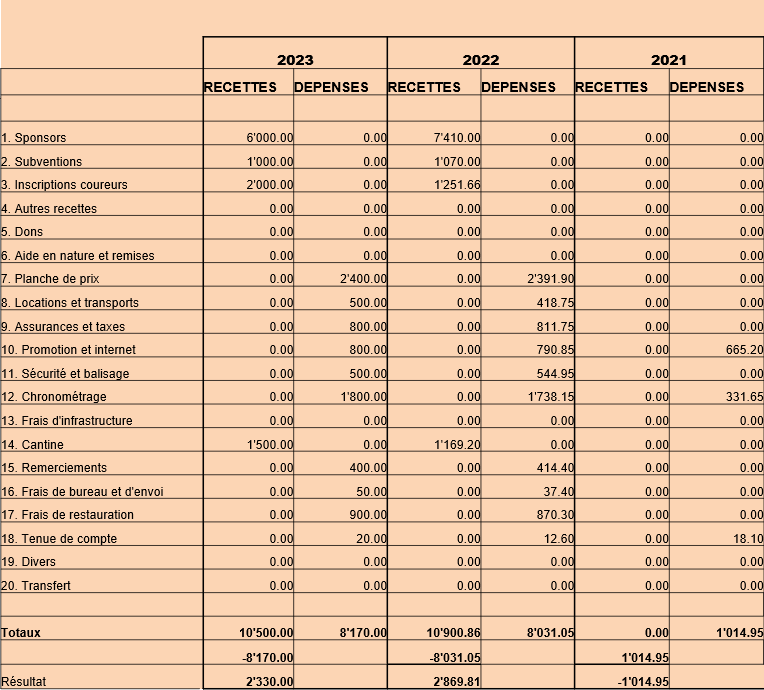 2023 2022 2021
RECETTES DEPENSES RECETTES DEPENSES RECETTES DEPENSES
1. Sponsors 6'000.00 0.00 7'410.00 0.00 0.00 0.00
2. Subventions 1'000.00 0.00 1'070.00 0.00 0.00 0.00
3. Inscriptions coureurs 2'000.00 0.00 1'251.66 0.00 0.00 0.00
4. Autres recettes 0.00 0.00 0.00 0.00 0.00 0.00
5. Dons 0.00 0.00 0.00 0.00 0.00 0.00
6. Aide en nature et remises 0.00 0.00 0.00 0.00 0.00 0.00
7. Planche de prix 0.00 2'400.00 0.00 2'391.90 0.00 0.00
8. Locations et transports 0.00 500.00 0.00 418.75 0.00 0.00
9. Assurances et taxes 0.00 800.00 0.00 811.75 0.00 0.00
10. Promotion et internet 0.00 800.00 0.00 790.85 0.00 665.20
11. Sécurité et balisage 0.00 500.00 0.00 544.95 0.00 0.00
12. Chronométrage 0.00 1'800.00 0.00 1'738.15 0.00 331.65
13. Frais d'infrastructure 0.00 0.00 0.00 0.00 0.00 0.00
14. Cantine 1'500.00 0.00 1'169.20 0.00 0.00 0.00
15. Remerciements 0.00 400.00 0.00 414.40 0.00 0.00
16. Frais de bureau et d'envoi 0.00 50.00 0.00 37.40 0.00 0.00
17. Frais de restauration 0.00 900.00 0.00 870.30 0.00 0.00
18. Tenue de compte 0.00 20.00 0.00 12.60 0.00 18.10
19. Divers 0.00 0.00 0.00 0.00 0.00 0.00
20. Transfert 0.00 0.00 0.00 0.00 0.00 0.00
Totaux 10'500.00 8'170.00 10'900.86 8'031.05 0.00 1'014.95
-8'170.00 -8'031.05 1'014.95
Résultat 2'330.00 2'869.81 -1'014.95